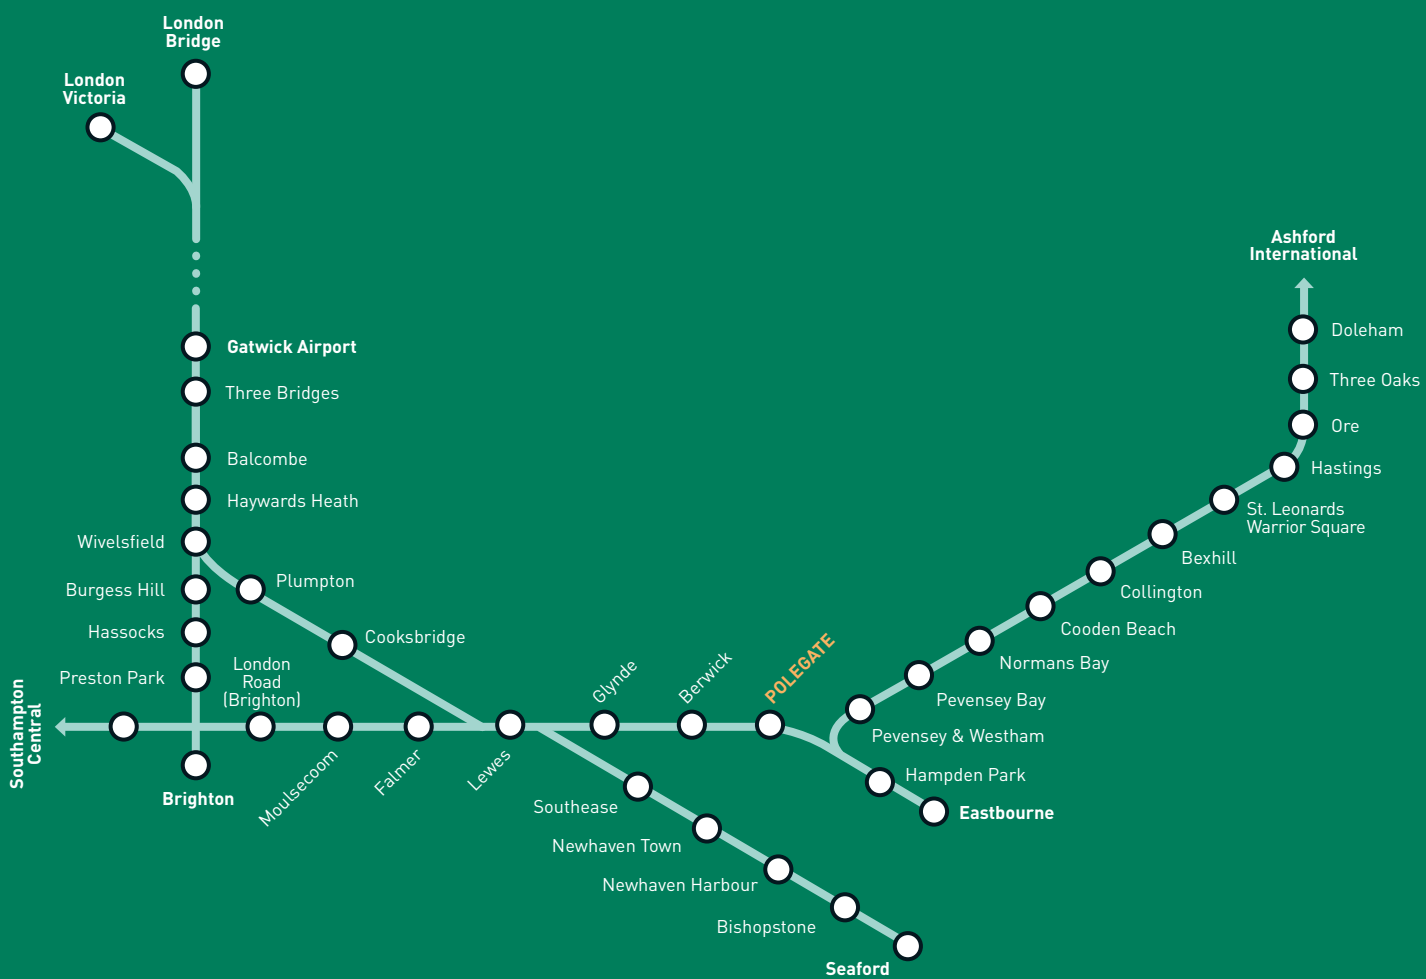 London
Bridge
London
Victoria
Ashford
International
Doleham
Gatwick Airport
Three Oaks
Three Bridges
Ore
Balcombe
Hastings
Haywards Heath
St. Leonards
Warrior Square
Wivelsfield
Bexhill
Plumpton
Burgess Hill
Collington
Hassocks
Cooksbridge
Cooden Beach
London
Road
(Brighton)
Preston Park
Glynde
Berwick
POLEGATE
Normans Bay
Pevensey Bay
Southampton
Central
Pevensey & Westham
Moulsecoom
Falmer
Lewes
Hampden Park
Brighton
Southease
Eastbourne
Newhaven Town
Newhaven Harbour
Bishopstone
Seaford